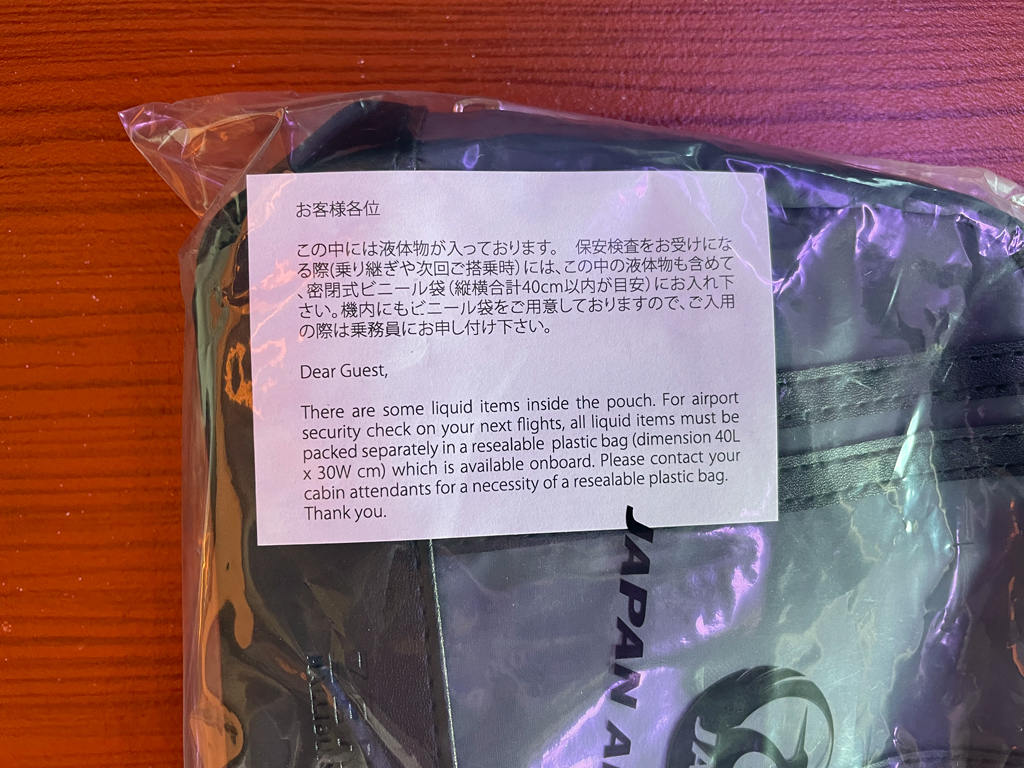 お客様各位
この中には液体物が入っております。　保安検査をお受けにな
る際(乗り継ぎや次回ご搭乗時)には、この中の液体物も含めて
、密閉式ビニール袋(縦横合計40cm以内が目安)にお入れ下
さい。機内にもビニール袋をご用意しておりますので、ご入用
の際は乗務員にお申し付け下さい。
Dear Guest,
There are some liquid items inside the pouch. For airport
security check on your next flights, all liquid items must be
packed separately in a resealable plastic bag (dimension 40L
x 30W cm) which is available onboard. Please contact your
cabin attendants for a necessity of a resealable plastic bag.
Thank you.
JAPAN A
JA